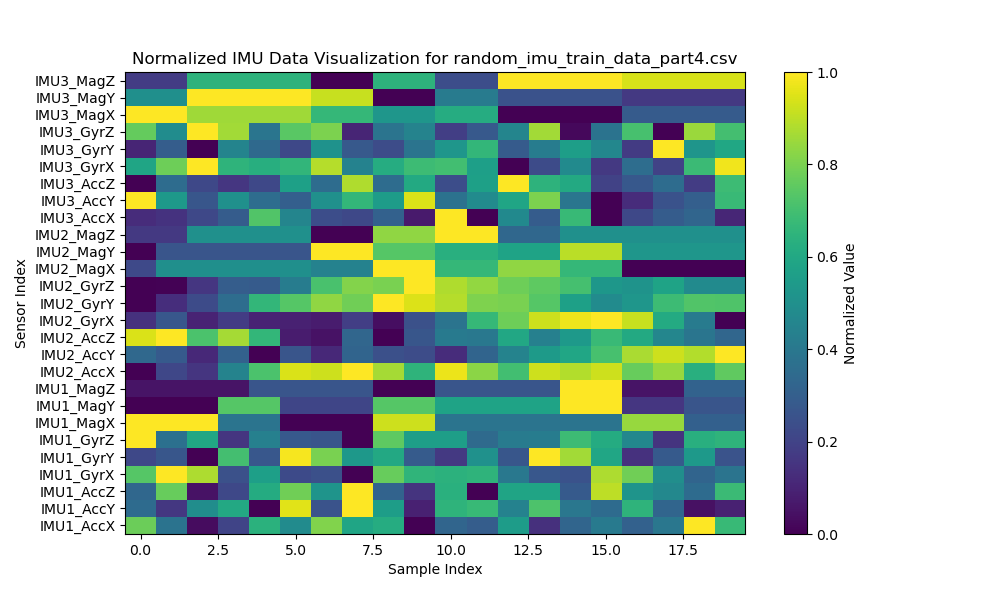 Normalized IMU Data Visualization for random_imu_train_data_part4.csv
IMU3_MagZ
IMU3_MagY
IMU3_MagX
IMU3_GyrZ
IMU3_GyrY
IMU3_GyrX
IMU3_AccZ
IMU3_AccY
IMU3_AccX
IMU2_MagZ
IMU2_MagY
IMU2_MagX
IMU2_GyrZ
IMU2_GyrY
IMU2_GyrX
IMU2_AccZ
IMU2_AccY
IMU2_AccX
IMU1_MagZ
IMU1_MagY
IMU1_MagX
IMU1_GyrZ
IMU1_GyrY
IMU1_GyrX
IMU1_AccZ
IMU1_AccY
IMU1_AccX
Sensor Index
0.0 2.5 5.0 7.5 10.0 12.5 15.0 17.5
Sample Index
1.0
0.8
0.6
0.4
0.2
0.0
Normalized Value